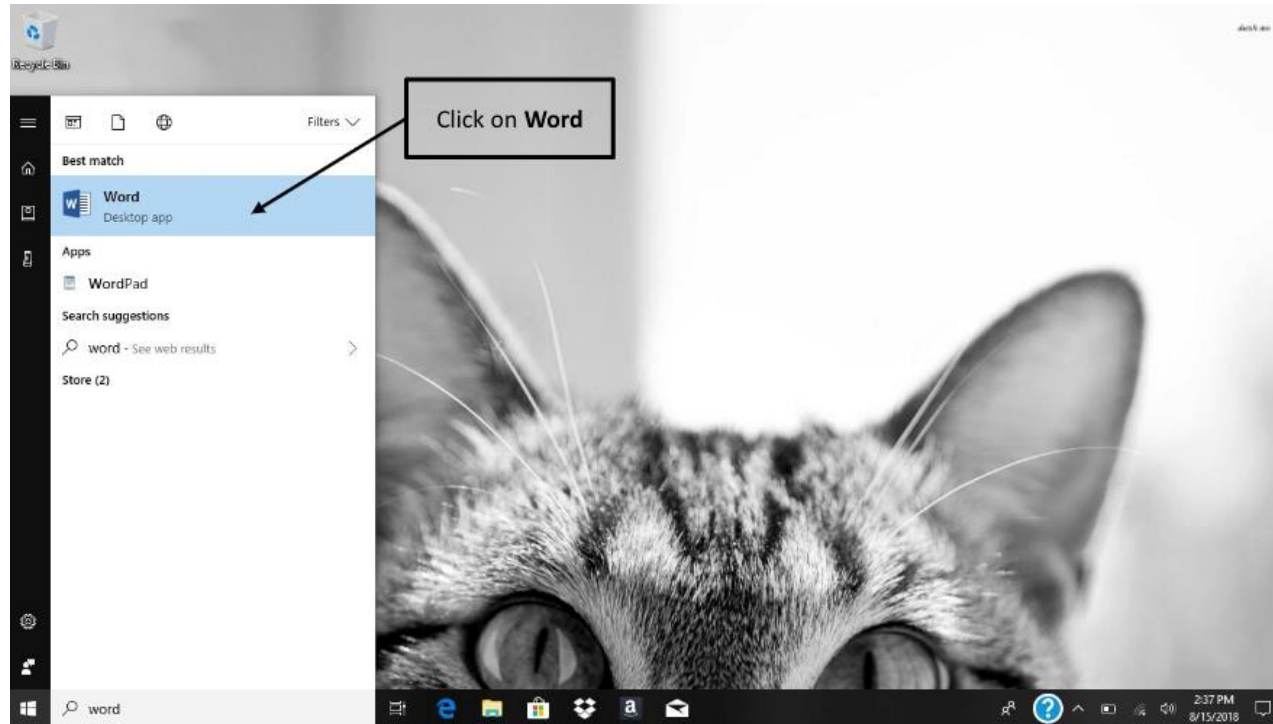 Recycle Bin
Filters
Click on Word
Best match
Word
Desktop app
Apps
WordPad
Search suggestions
word - See web results
Store (2)
word
2:37 PM
8/15/2018